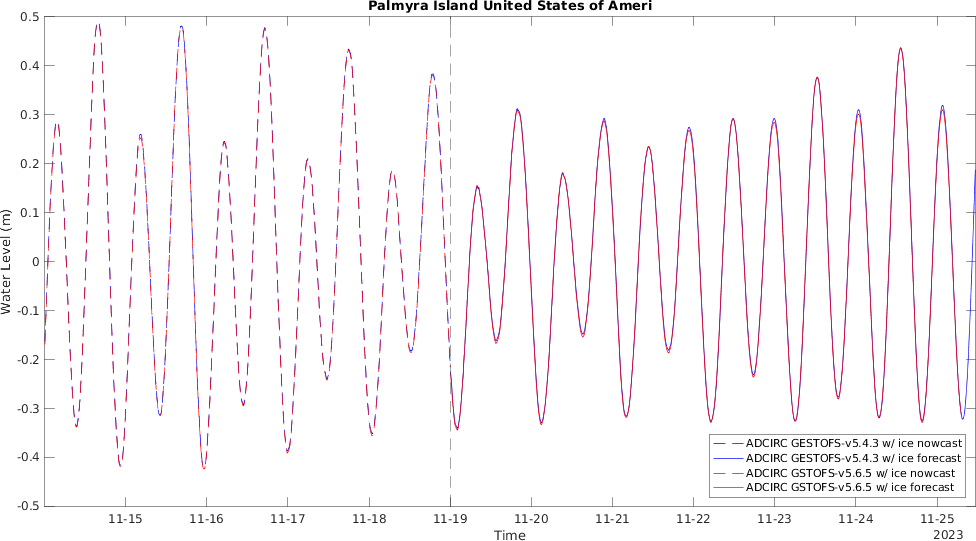 Palmyra Island United States of Ameri
Water Level (m)
0.5
0.4
0.3
0.2
0.1
0
-0.1
-0.2
-0.3
-0.4
-0.5
ADCIRC GESTOFS-v5.4.3 w/ ice nowcast
ADCIRC GESTOFS-v5.4.3 w/ ice forecast
ADCIRC GSTOFS-v5.6.5 w/ ice nowcast
ADCIRC GSTOFS-v5.6.5 w/ ice forecast
11-15 11-16 11-17 11-18 11-19 11-20 11-21 11-22 11-23 11-24 11-25
Time 2023